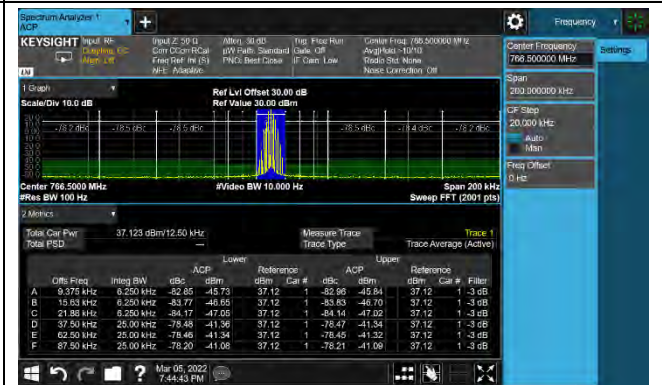 Spectrum Analyzer 1
ACP
Frequency
KEYSIGHT
Input: RF
Coupling: DC
Align: Off
Input Z: 50 Ω
Corr CCorr RCal
Freq Ref: Int (S)
NFE: Adaptive
Atten: 30 dB
µW Path: Standard
PNO: Best Close
Trig: Free Run
Gate: Off
IF Gain: Low
Center Freq: 766.500000 MHz
Avg|Hold:>10/10
Radio Std: None
Noise Correction: Off
LXI
Center Frequency
766.500000 MHz
Settings
Span
200.000000 kHz
CF Step
20.000 kHz
Auto
Man
Freq Offset
0 Hz
1 Graph
Scale/Div 10.0 dB
Ref Lvl Offset 30.00 dB
Ref Value 30.00 dBm
-78.2 dBc
-78.5 dBc
-78.5 dBc
-78.5 dBc
-78.4 dBc
-78.2 dBc
Center 766.5000 MHz
#Video BW 10.000 Hz
Span 200 kHz
#Res BW 100 Hz
Sweep FFT (2001 pts)
2 Metrics
Total Car Pwr 37.123 dBm/12.50 kHz Measure Trace Trace 1
Total PSD — Trace Type Trace Average (Active)
Lower Upper
ACP Reference ACP Reference
Offs Freq Integ BW dBc dBm dBm Car # dBc dBm dBm Car # Filter
A 9.375 kHz 6.250 kHz -82.85 -45.73 37.12 1 -82.96 -45.84 37.12 1 -3 dB
B 15.63 kHz 6.250 kHz -83.77 -46.65 37.12 1 -83.83 -46.70 37.12 1 -3 dB
C 21.88 kHz 6.250 kHz -84.17 -47.05 37.12 1 -84.14 -47.02 37.12 1 -3 dB
D 37.50 kHz 25.00 kHz -78.48 -41.36 37.12 1 -78.47 -41.34 37.12 1 -3 dB
E 62.50 kHz 25.00 kHz -78.46 -41.34 37.12 1 -78.45 -41.32 37.12 1 -3 dB
F 87.50 kHz 25.00 kHz -78.20 -41.08 37.12 1 -78.21 -41.09 37.12 1 -3 dB
Mar 05, 2022
7:44:43 PM